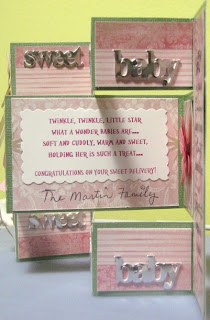 sweet
baby
TWINKLE, TWINKLE, LITTLE STAR
WHAT A WONDER BABIES ARE...
SOFT AND CUDDLY, WARM AND SWEET,
HOLDING HER IS SUCH A TREAT...
CONGRATULATIONS ON YOUR SWEET DELIVERY!
The Martin Family
sweet
baby